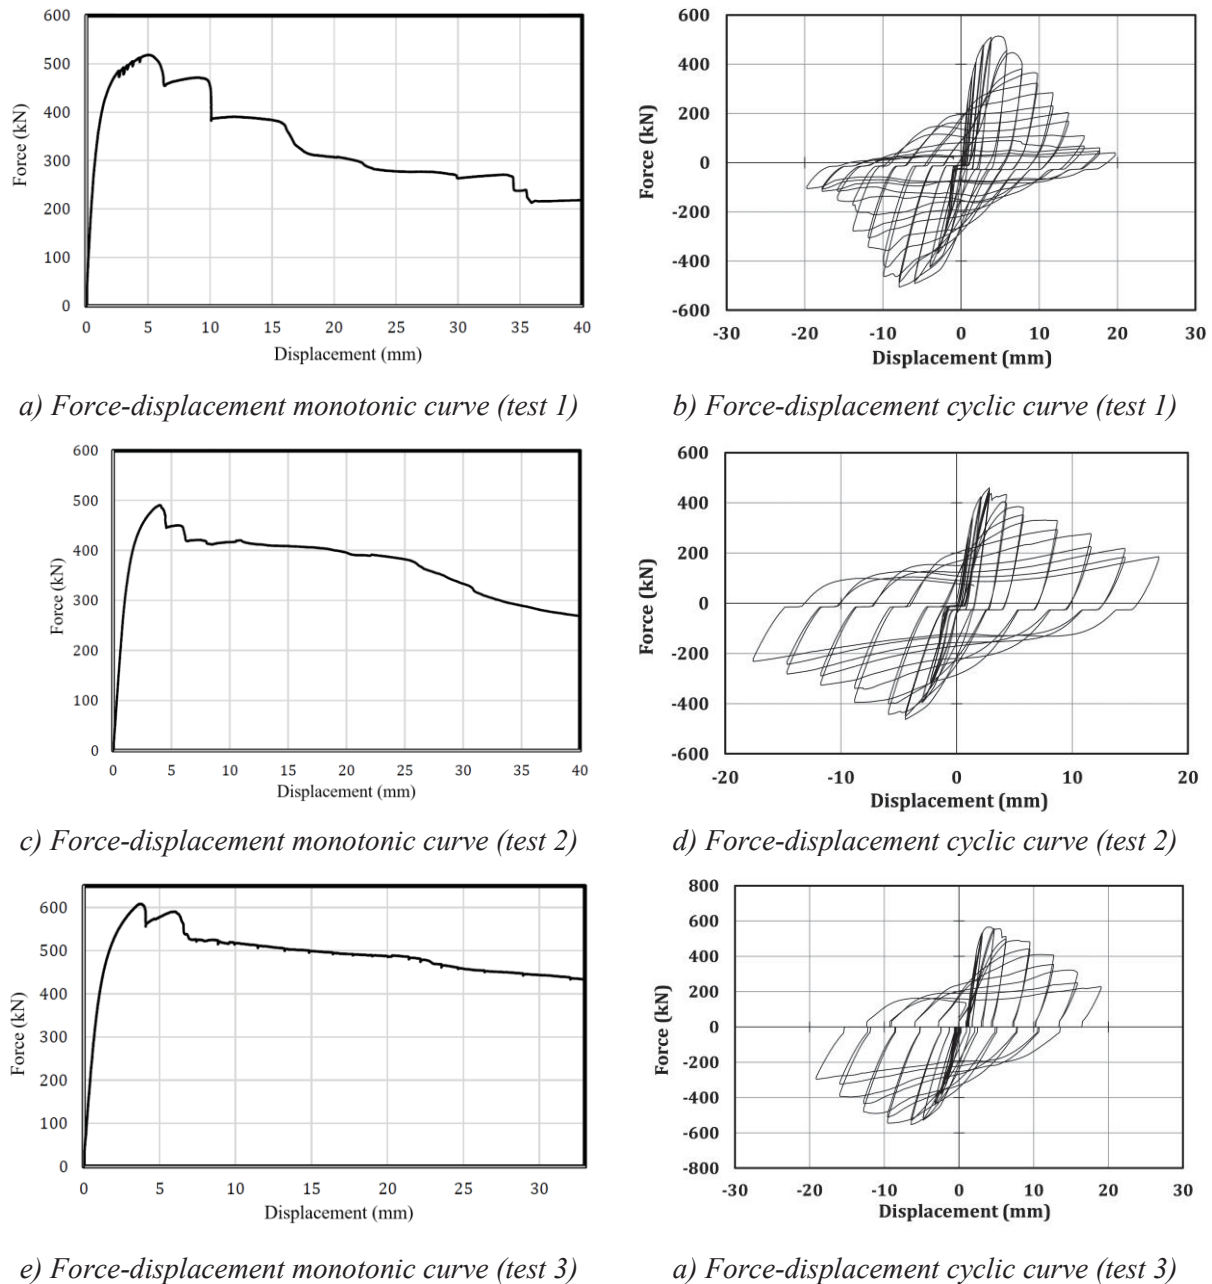 600
500
400
300
200
100
0
Force (kN)
0 5 10 15 20 25 30 35 40
Displacement (mm)
600
400
200
0
-200
-400
-600
Force (kN)
-30 -20 -10 0 10 20 30
Displacement (mm)
a) Force-displacement monotonic curve (test 1)
b) Force-displacement cyclic curve (test 1)
600
500
400
300
200
100
0
Force (kN)
0 5 10 15 20 25 30 35 40
Displacement (mm)
600
400
200
0
-200
-400
-600
Force (kN)
-20 -10 0 10 20
Displacement (mm)
c) Force-displacement monotonic curve (test 2)
d) Force-displacement cyclic curve (test 2)
600
500
400
300
200
100
0
Force (kN)
0 5 10 15 20 25 30
Displacement (mm)
800
600
400
200
0
-200
-400
-600
-800
Force (kN)
-30 -20 -10 0 10 20 30
Displacement (mm)
e) Force-displacement monotonic curve (test 3)
a) Force-displacement cyclic curve (test 3)